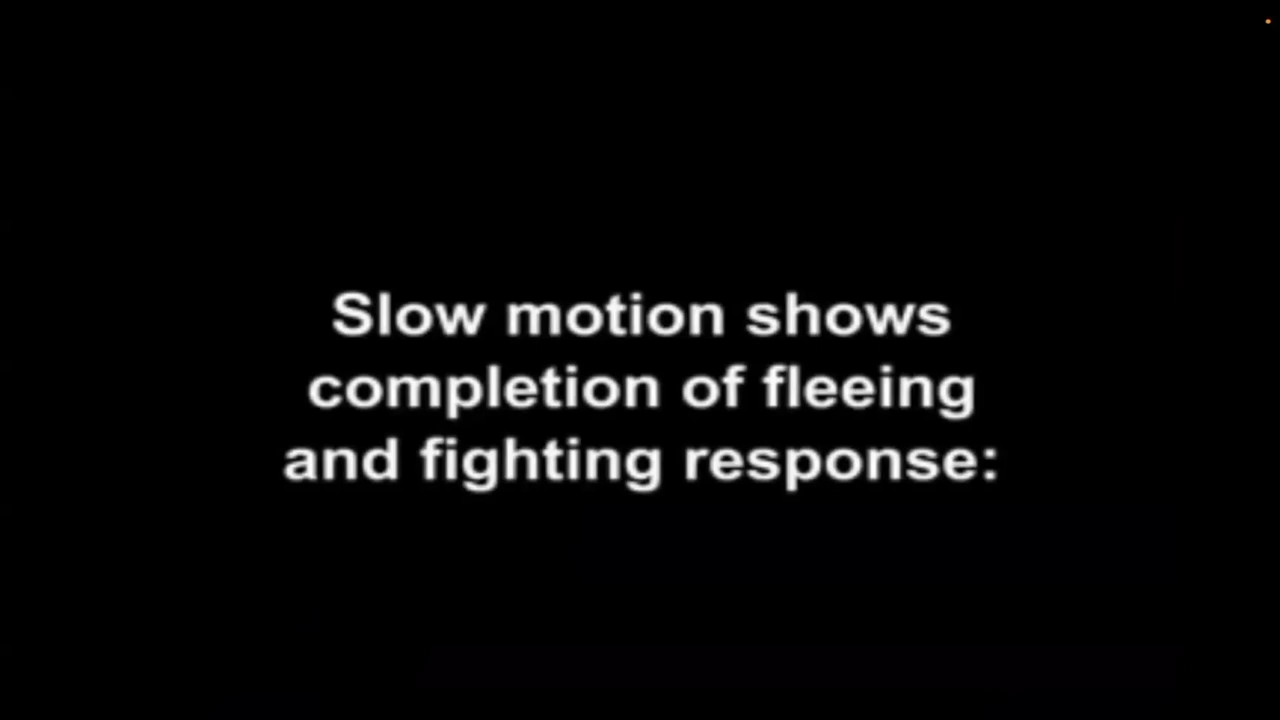 Slow motion shows
completion of fleeing
and fighting response: